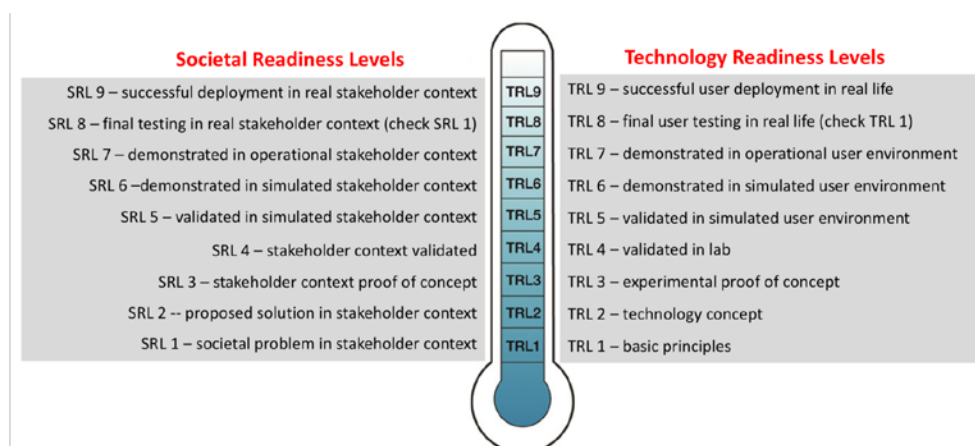 Societal Readiness Levels
SRL 9 – successful deployment in real stakeholder context
SRL 8 – final testing in real stakeholder context (check SRL 1)
SRL 7 – demonstrated in operational stakeholder context
SRL 6 –demonstrated in simulated stakeholder context
SRL 5 – validated in simulated stakeholder context
SRL 4 – stakeholder context validated
SRL 3 – stakeholder context proof of concept
SRL 2 -- proposed solution in stakeholder context
SRL 1 – societal problem in stakeholder context
TRL9
TRL8
TRL7
TRL6
TRL5
TRL4
TRL3
TRL2
TRL1
Technology Readiness Levels
TRL 9 – successful user deployment in real life
TRL 8 – final user testing in real life (check TRL 1)
TRL 7 – demonstrated in operational user environment
TRL 6 – demonstrated in simulated user environment
TRL 5 – validated in simulated user environment
TRL 4 – validated in lab
TRL 3 – experimental proof of concept
TRL 2 – technology concept
TRL 1 – basic principles